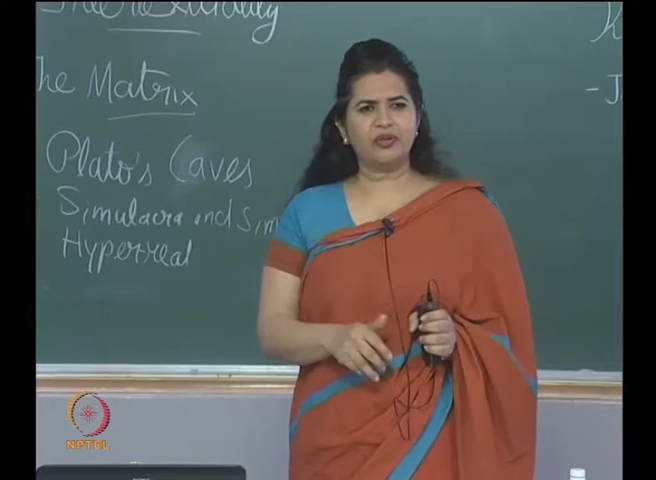 The Matrix
Plato's Caves
Simulacra and Sim
Hyperreal
NPTEL